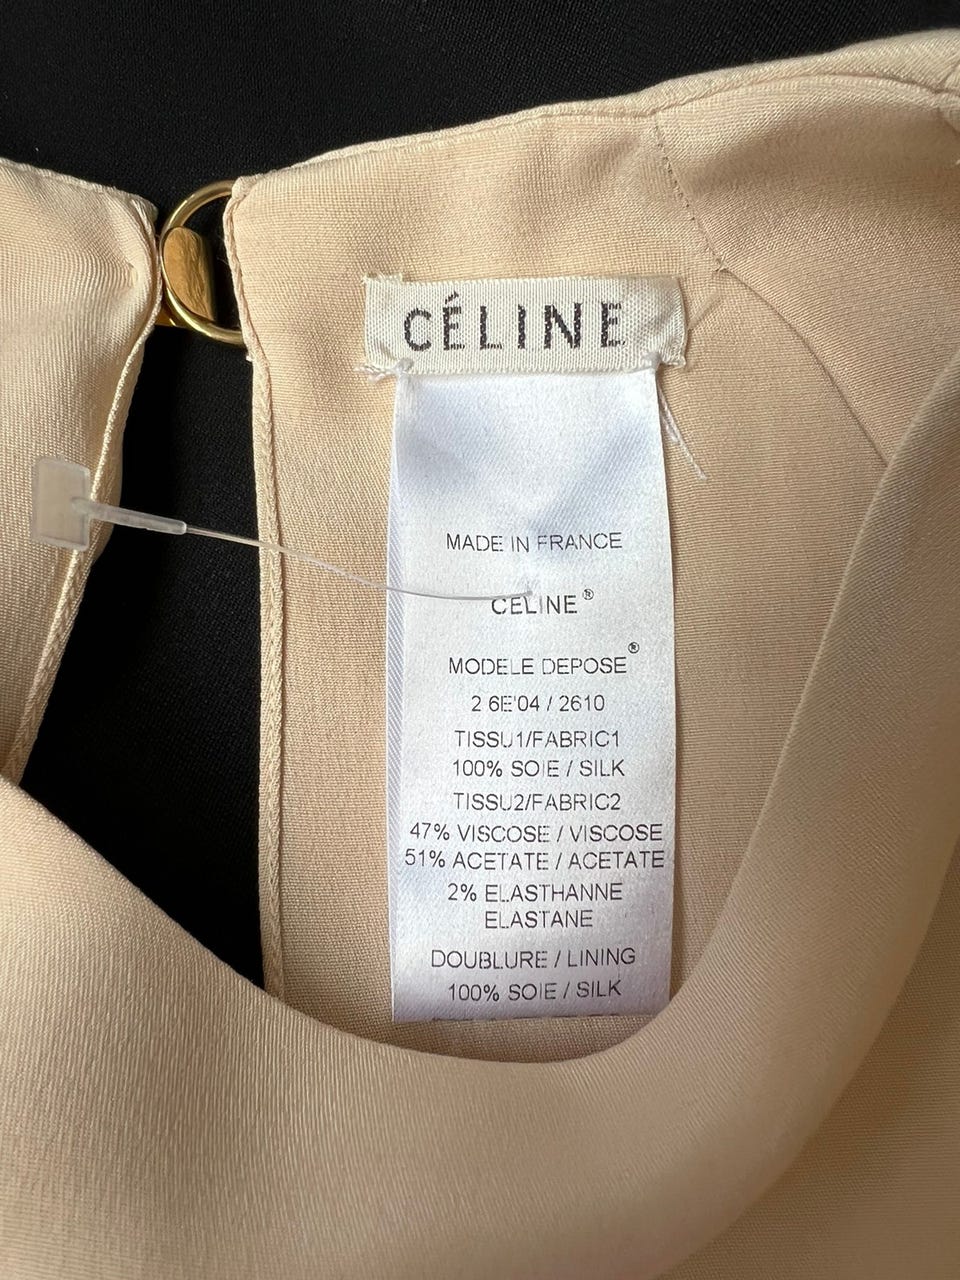 CÉLINE
MADE IN FRANCE
CELINE®
MODELE DEPOSE®
2 6E'04 / 2610
TISSU1/FABRIC1
100% SOIE / SILK
TISSU2/FABRIC2
47% VISCOSE / VISCOSE
51% ACETATE / ACETATE
2% ELASTHANNE
ELASTANE
DOUBLURE / LINING
100% SOIE / SILK